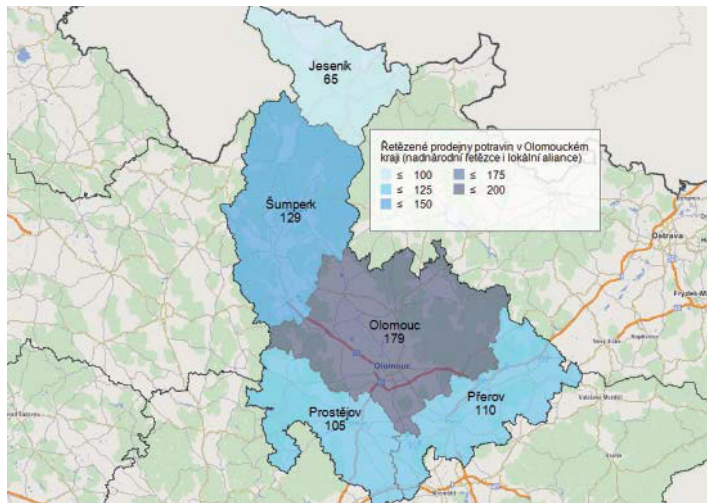 Jeseník
65
Řetězené prodejny potravin v Olomouckém
kraji (nadnárodní řetězce i lokální aliance)
≤ 100
≤ 175
≤ 125
≤ 200
≤ 150
Šumperk
129
Ostrava
Olomouc
179
Olomouc
Přerov
110
Prostějov
105